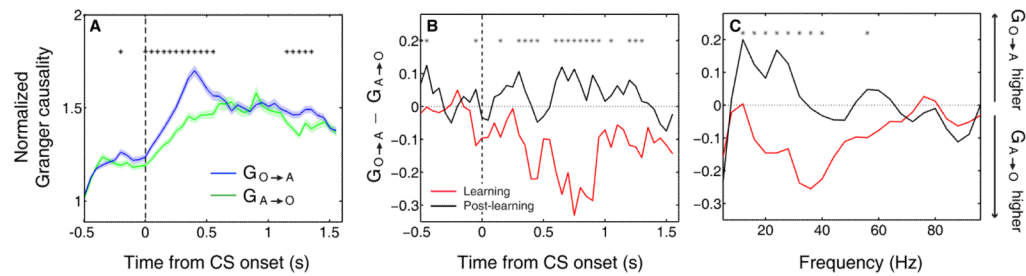 A
Normalized
Granger causality
2
1.5
1
-0.5 0 0.5 1 1.5
Time from CS onset (s)
G O→A
G A→O
B
G O→A − G A→O
0.2
0.1
0
-0.1
-0.2
-0.3
-0.5 0 0.5 1 1.5
Time from CS onset (s)
Learning
Post-learning
C
0.2
0.1
0
-0.1
-0.2
-0.3
20 40 60 80
Frequency (Hz)
G O→A higher
G A→O higher